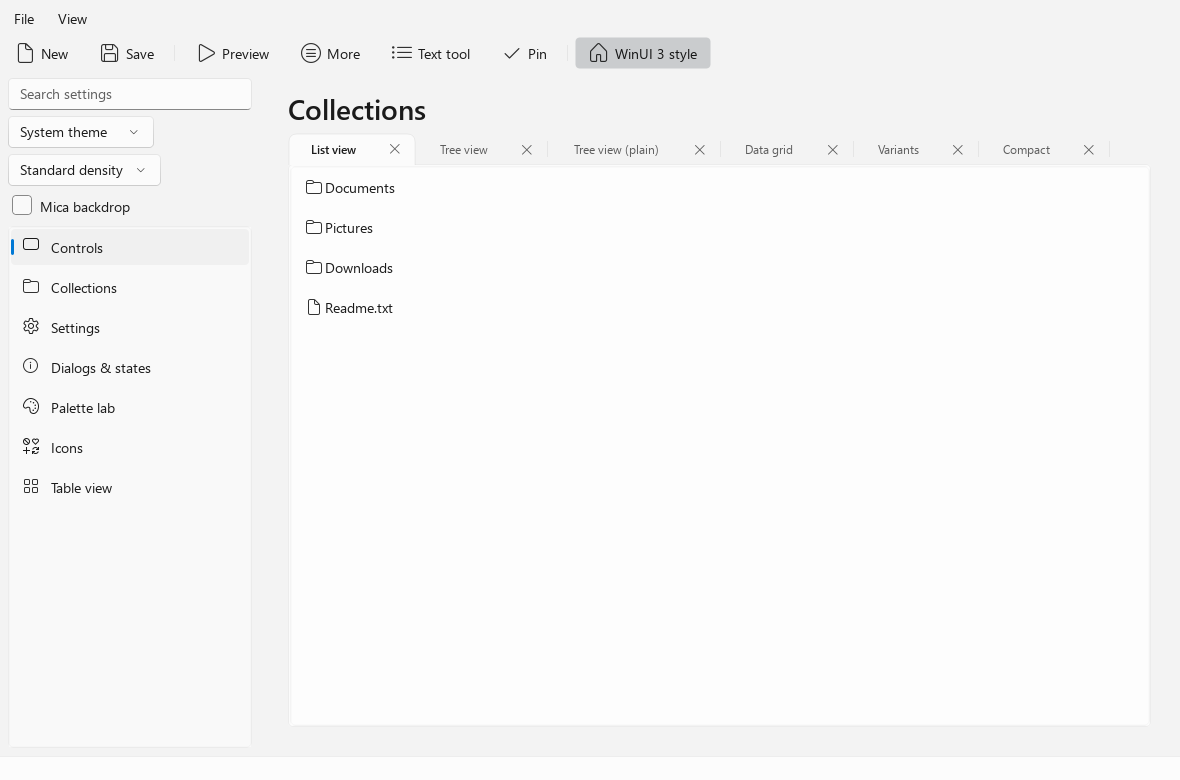 File View
New Save Preview More Text tool Pin WinUI 3 style
Search settings
System theme
Standard density
Mica backdrop
Controls
Collections
Settings
Dialogs & states
Palette lab
Icons
Table view
Collections
List view Tree view Tree view (plain) Data grid Variants Compact
Documents
Pictures
Downloads
Readme.txt